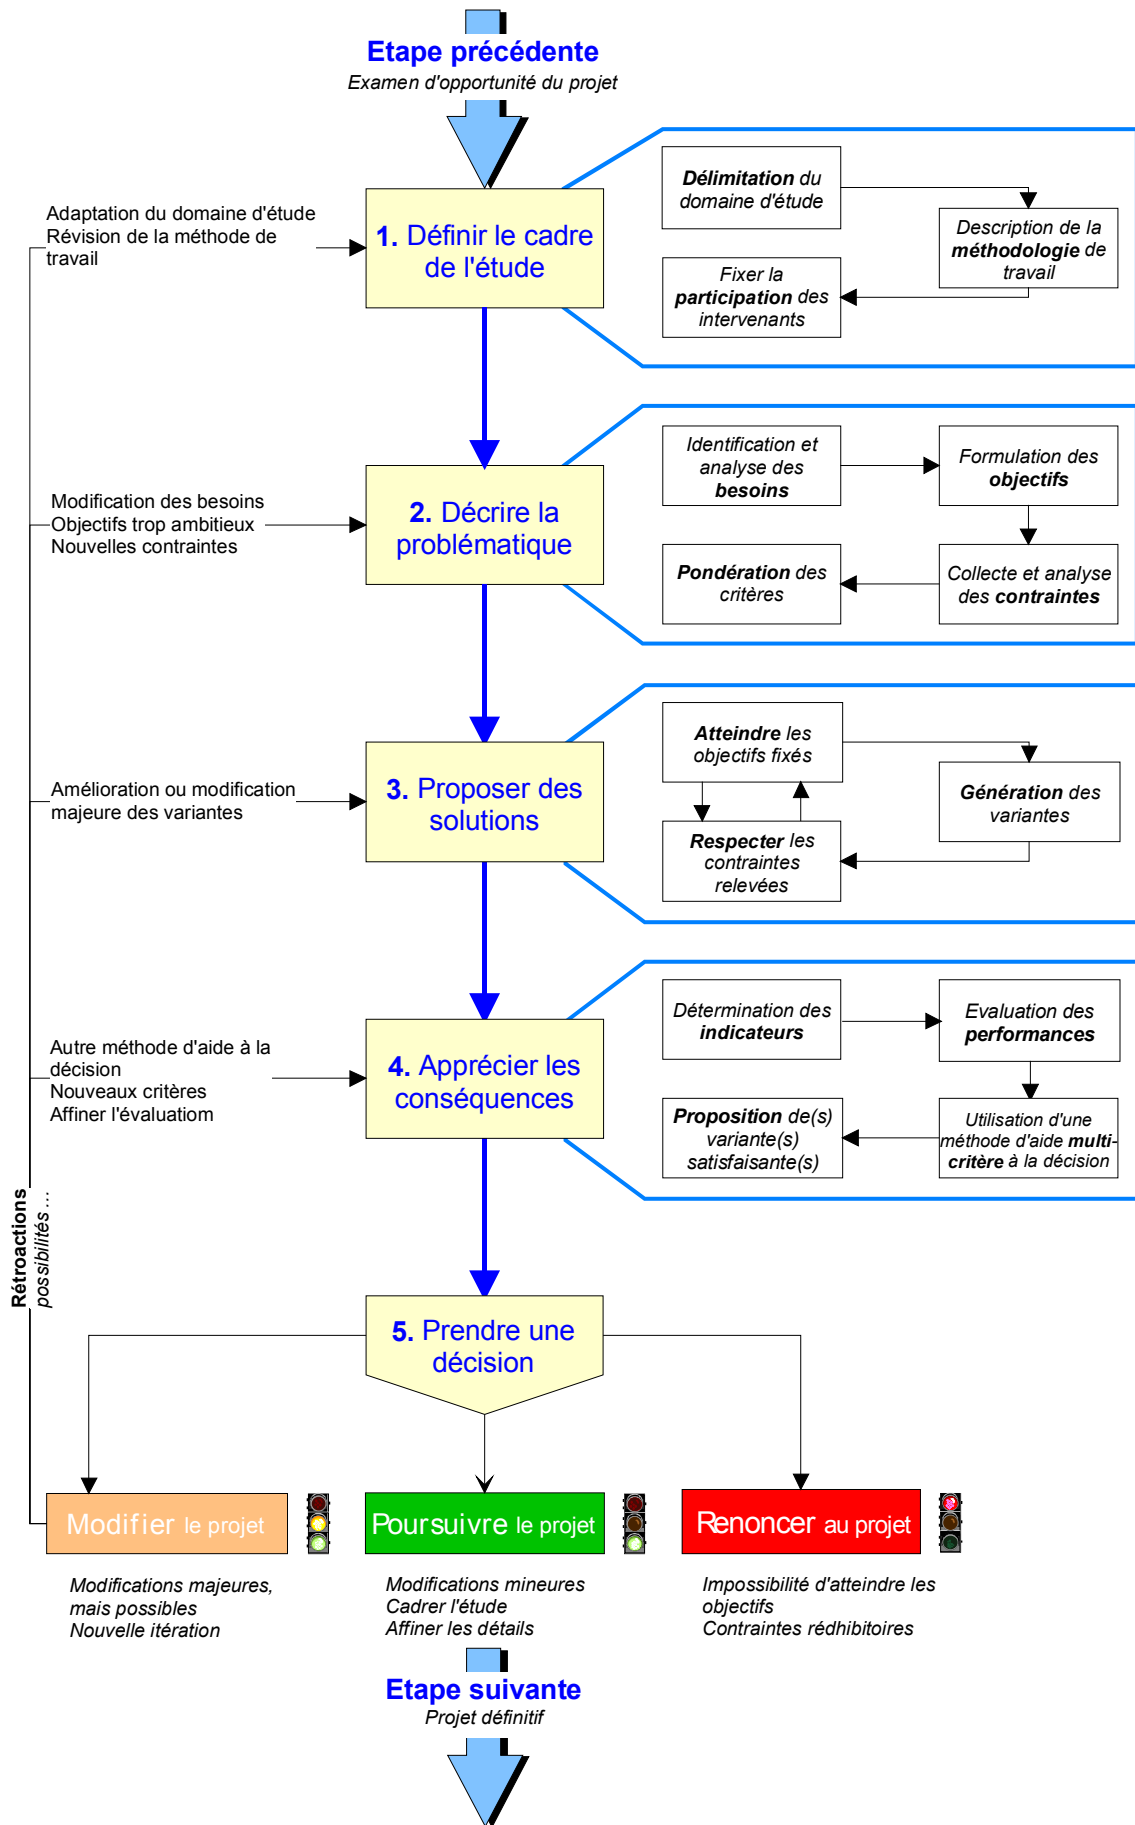 Etape précédente
Examen d'opportunité du projet
Adaptation du domaine d'étude
Révision de la méthode de
travail
1. Définir le cadre
de l'étude
Délimitation du
domaine d'étude
Description de la
méthodologie de
travail
Fixer la
participation des
intervenants
Modification des besoins
Objectifs trop ambitieux
Nouvelles contraintes
2. Décrire la
problématique
Identification et
analyse des
besoins
Formulation des
objectifs
Collecte et analyse
des contraintes
Pondération des
critères
Amélioration ou modification
majeure des variantes
3. Proposer des
solutions
Atteindre les
objectifs fixés
Génération des
variantes
Respecter les
contraintes
relevées
Autre méthode d'aide à la
décision
Nouveaux critères
Affiner l'évaluatiom
4. Apprécier les
conséquences
Détermination des
indicateurs
Evaluation des
performances
Utilisation d'une
méthode d'aide multi-
critère à la décision
Proposition de(s)
variante(s)
satisfaisante(s)
Rétroactions
possibilités ...
5. Prendre une
décision
Modifier le projet
Poursuivre le projet
Renoncer au projet
Modifications majeures,
mais possibles
Nouvelle itération
Modifications mineures
Cadrer l'étude
Affiner les détails
Impossibilité d'atteindre les
objectifs
Contraintes rédhibitoires
Etape suivante
Projet définitif